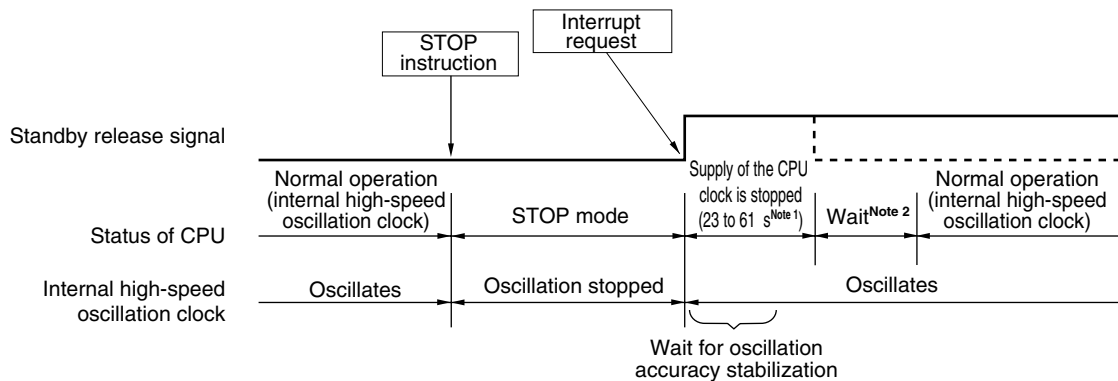 Interrupt
request
STOP
instruction
Standby release signal
Normal operation
(internal high-speed
oscillation clock)
STOP mode
Supply of the CPU
clock is stopped
(23 to 61  s Note 1)
Wait Note 2
Normal operation
(internal high-speed
oscillation clock)
Status of CPU
Internal high-speed
oscillation clock
Oscillates
Oscillation stopped
Oscillates
Wait for oscillation
accuracy stabilization